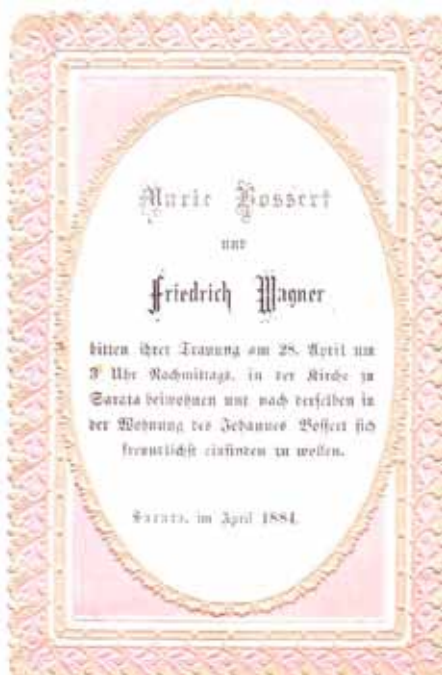 Marie Bossert
und
Friedrich Wagner
bitten ihrer Trauung am 28. April um
3 Uhr Nachmittags, in der Kirche zu
Sarata beiwohnen und nach derselben in
der Wohnung des Johannes Bossert sich
freundlichst einfinden zu wollen.
Sarata, im April 1884.